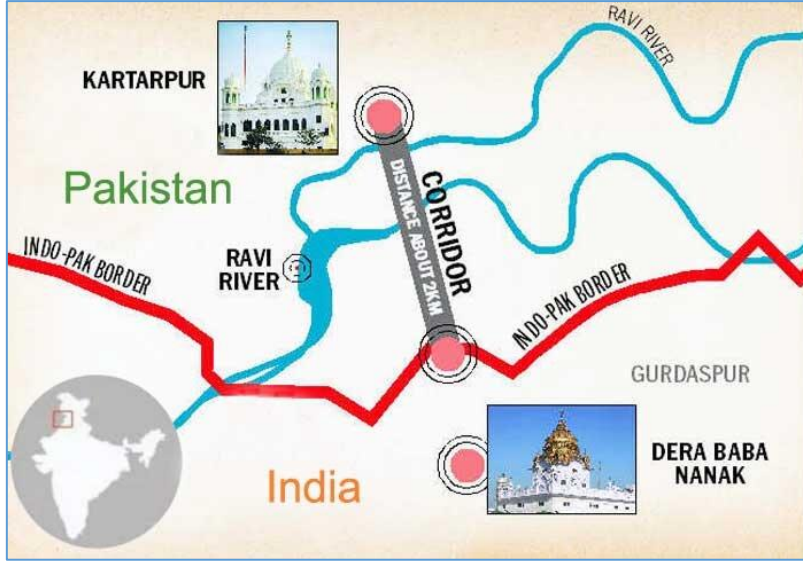 RAVI RIVER
KARTARPUR
Pakistan
CORRIDOR
DISTANCE ABOUT 2KM
INDO-PAK BORDER
RAVI
RIVER
INDO-PAK BORDER
GURDASPUR
DERA BABA
NANAK
India